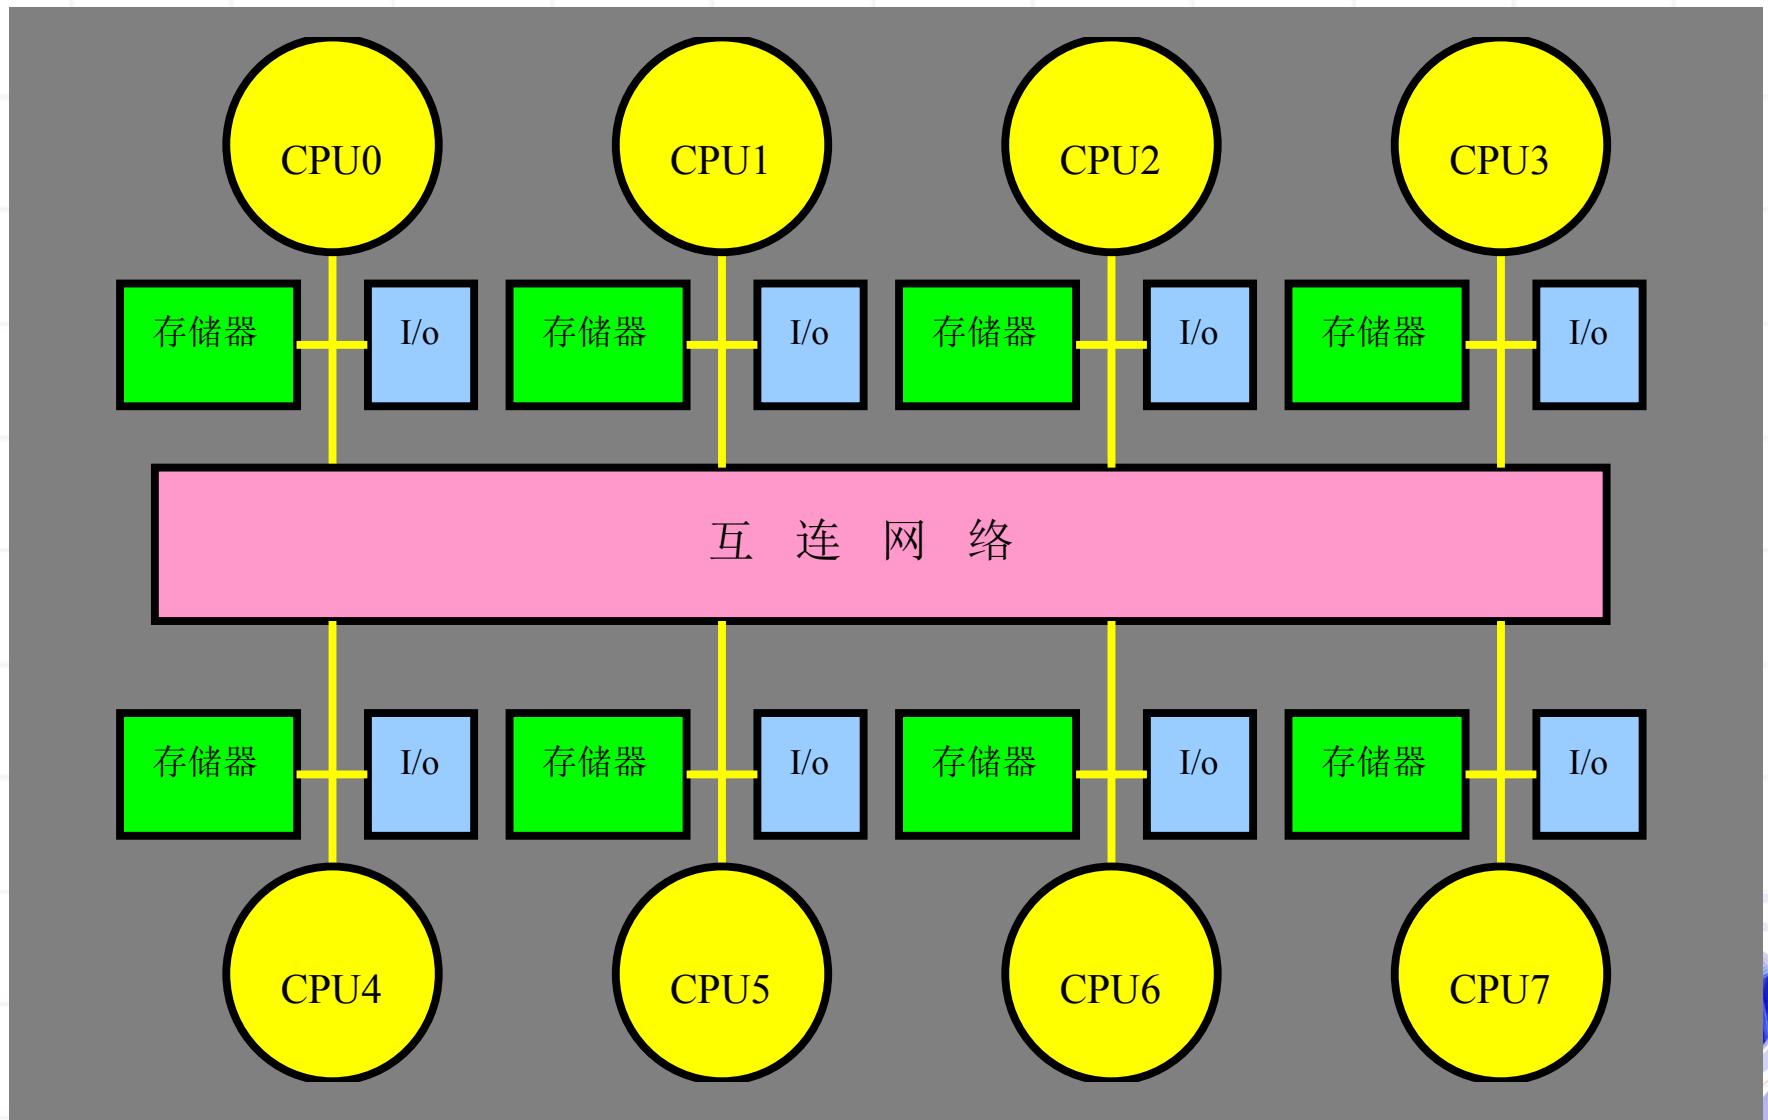 CPU0 CPU1 CPU2 CPU3
存储器 I/o 存储器 I/o 存储器 I/o 存储器 I/o
互 连 网 络
存储器 I/o 存储器 I/o 存储器 I/o 存储器 I/o
CPU4 CPU5 CPU6 CPU7